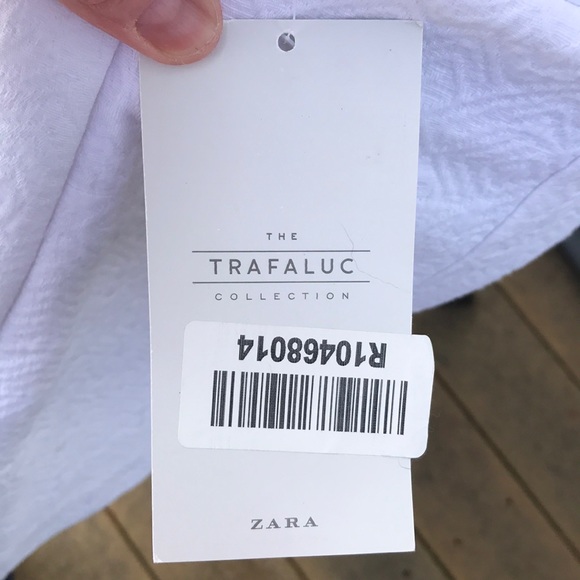 THE
TRAFALUC
COLLECTION
R10468014
ZARA